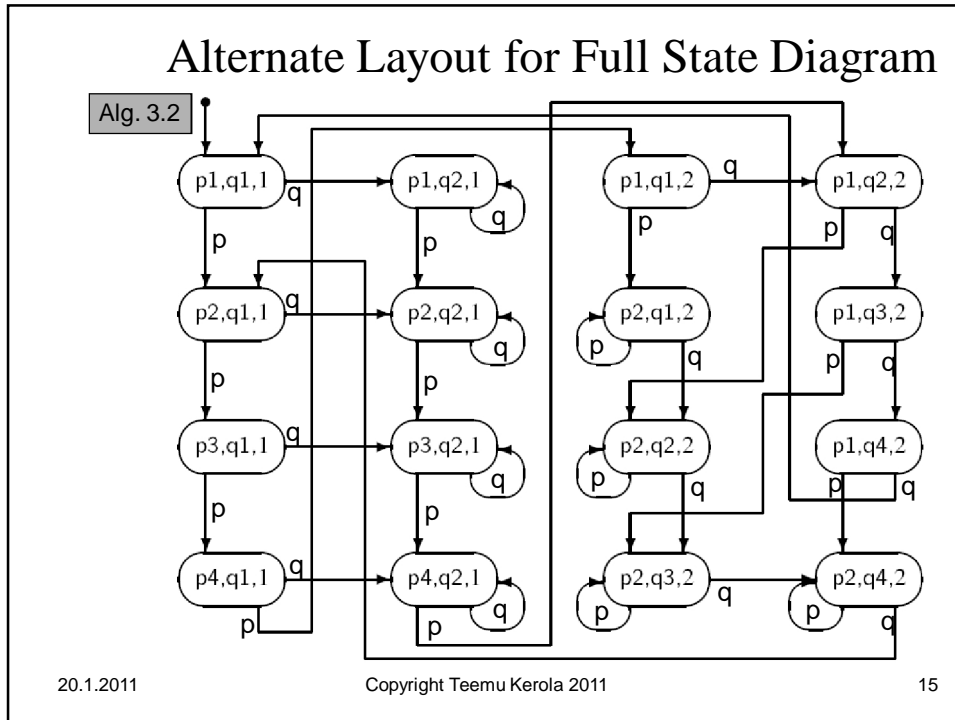 Alternate Layout for Full State Diagram
Alg. 3.2
p1,q1,1 q p1,q2,1 q p1,q1,2 q p1,q2,2
p p p p q
p2,q1,1 q p2,q2,1 q p2,q1,2 p p1,q3,2
p p q p q
p3,q1,1 q p3,q2,1 q p2,q2,2 p p1,q4,2
p p q p q
p4,q1,1 q p4,q2,1 q p2,q3,2 p q p2,q4,2 p
p p q
20.1.2011 Copyright Teemu Kerola 2011 15